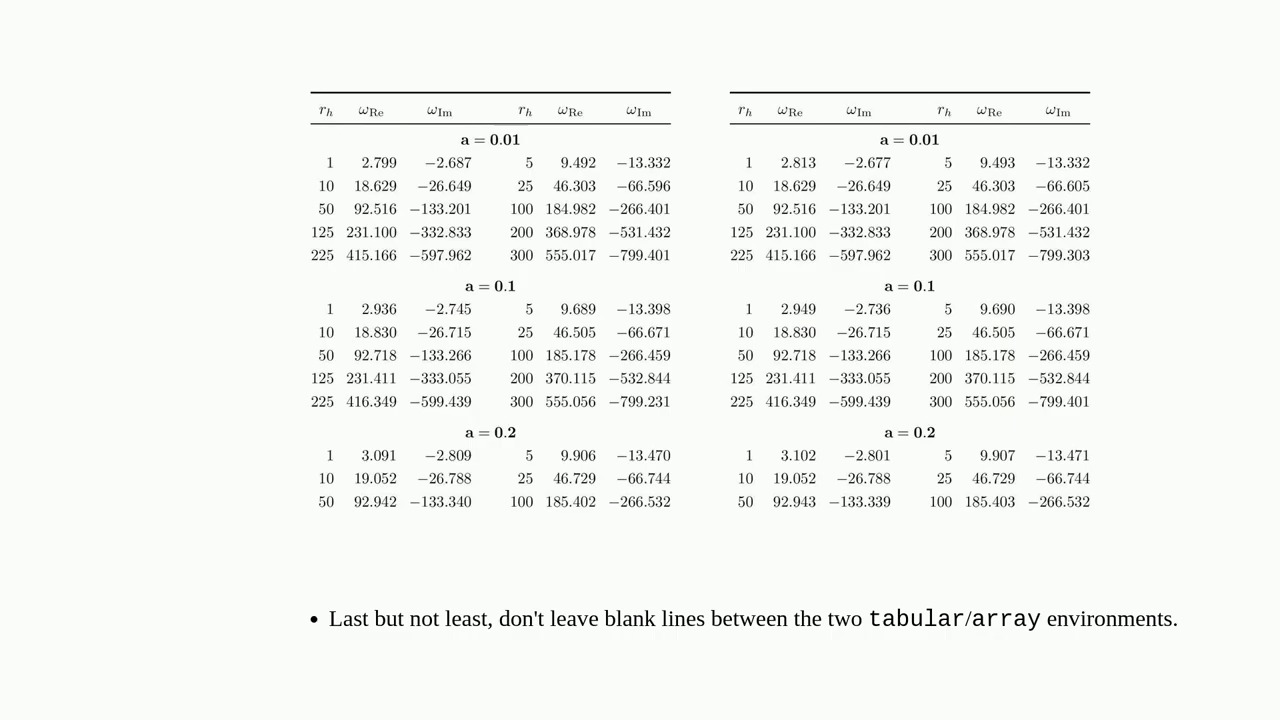 r_h ω_Re ω_Im r_h ω_Re ω_Im r_h ω_Re ω_Im r_h ω_Re ω_Im
a = 0.01 a = 0.01
1 2.799 −2.687 5 9.492 −13.332 1 2.813 −2.677 5 9.493 −13.332
10 18.629 −26.649 25 46.303 −66.596 10 18.629 −26.649 25 46.303 −66.605
50 92.516 −133.201 100 184.982 −266.401 50 92.516 −133.201 100 184.982 −266.401
125 231.100 −332.833 200 368.978 −531.432 125 231.100 −332.833 200 368.978 −531.432
225 415.166 −597.962 300 555.017 −799.401 225 415.166 −597.962 300 555.017 −799.303
a = 0.1 a = 0.1
1 2.936 −2.745 5 9.689 −13.398 1 2.949 −2.736 5 9.690 −13.398
10 18.830 −26.715 25 46.505 −66.671 10 18.830 −26.715 25 46.505 −66.671
50 92.718 −133.266 100 185.178 −266.459 50 92.718 −133.266 100 185.178 −266.459
125 231.411 −333.055 200 370.115 −532.844 125 231.411 −333.055 200 370.115 −532.844
225 416.349 −599.439 300 555.056 −799.231 225 416.349 −599.439 300 555.056 −799.401
a = 0.2 a = 0.2
1 3.091 −2.809 5 9.906 −13.470 1 3.102 −2.801 5 9.907 −13.471
10 19.052 −26.788 25 46.729 −66.744 10 19.052 −26.788 25 46.729 −66.744
50 92.942 −133.340 100 185.402 −266.532 50 92.943 −133.339 100 185.403 −266.532
• Last but not least, don't leave blank lines between the two tabular/array environments.